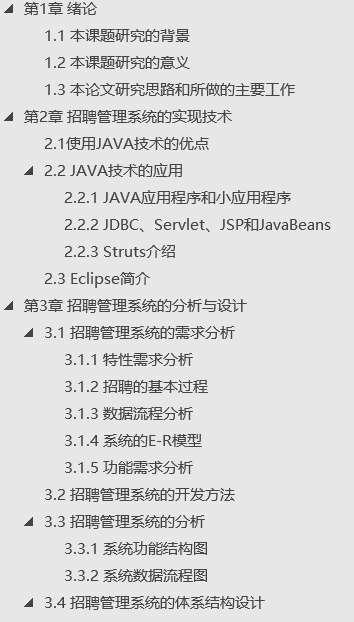 第1章 绪论
1.1 本课题研究的背景
1.2 本课题研究的意义
1.3 本论文研究思路和所做的主要工作
第2章 招聘管理系统的实现技术
2.1使用JAVA技术的优点
2.2 JAVA技术的应用
2.2.1 JAVA应用程序和小应用程序
2.2.2 JDBC、Servlet、JSP和JavaBeans
2.2.3 Struts介绍
2.3 Eclipse简介
第3章 招聘管理系统的分析与设计
3.1 招聘管理系统的需求分析
3.1.1 特性需求分析
3.1.2 招聘的基本过程
3.1.3 数据流程分析
3.1.4 系统的E-R模型
3.1.5 功能需求分析
3.2 招聘管理系统的开发方法
3.3 招聘管理系统的分析
3.3.1 系统功能结构图
3.3.2 系统数据流程图
3.4 招聘管理系统的体系结构设计